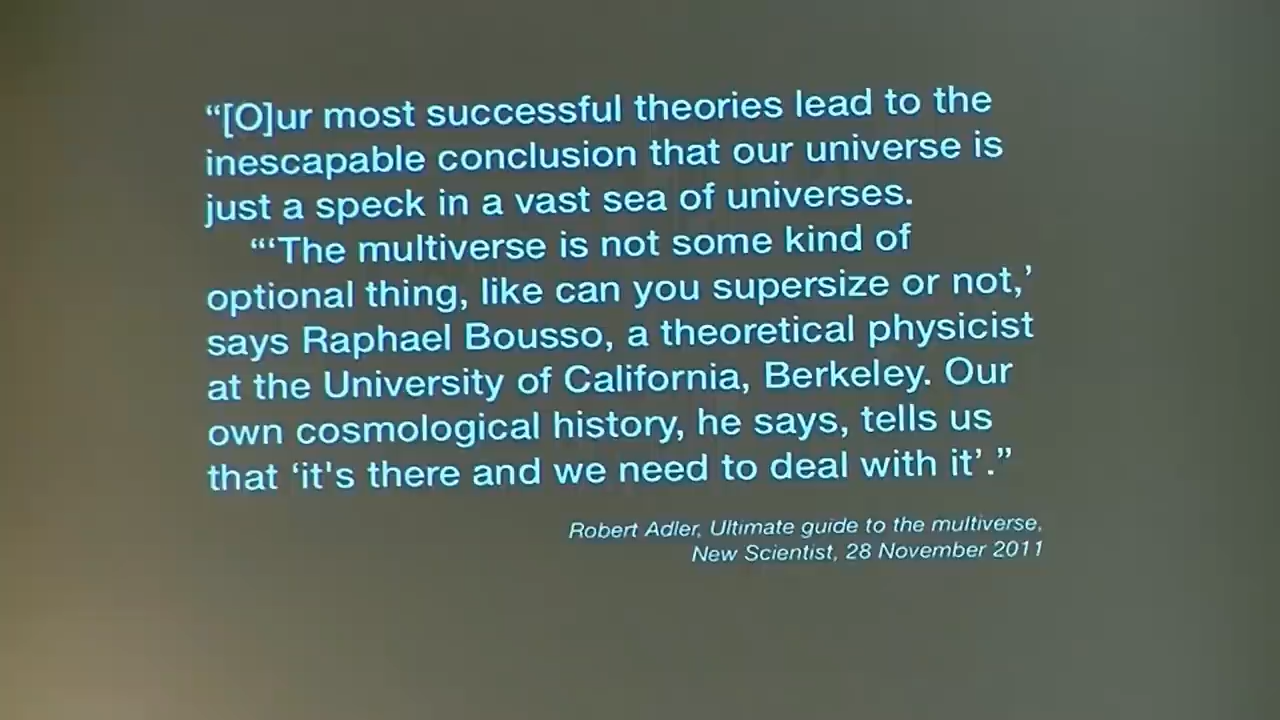 “[O]ur most successful theories lead to the
inescapable conclusion that our universe is
just a speck in a vast sea of universes.
“‘The multiverse is not some kind of
optional thing, like can you supersize or not,’
says Raphael Bousso, a theoretical physicist
at the University of California, Berkeley. Our
own cosmological history, he says, tells us
that ‘it's there and we need to deal with it’.”
Robert Adler, Ultimate guide to the multiverse,
New Scientist, 28 November 2011